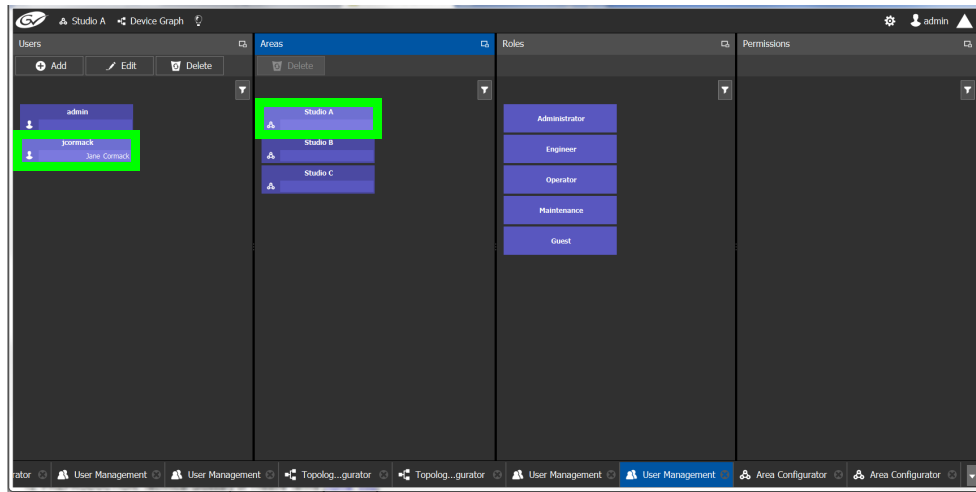 Studio A Device Graph admin
Users Areas Roles Permissions
Add Edit Delete Delete
admin
jcormack
Jane Cormack
Studio A
Studio B
Studio C
Administrator
Engineer
Operator
Maintenance
Guest
rator User Management User Management Topolog...gurator Topolog...gurator User Management User Management Area Configurator Area Configurator